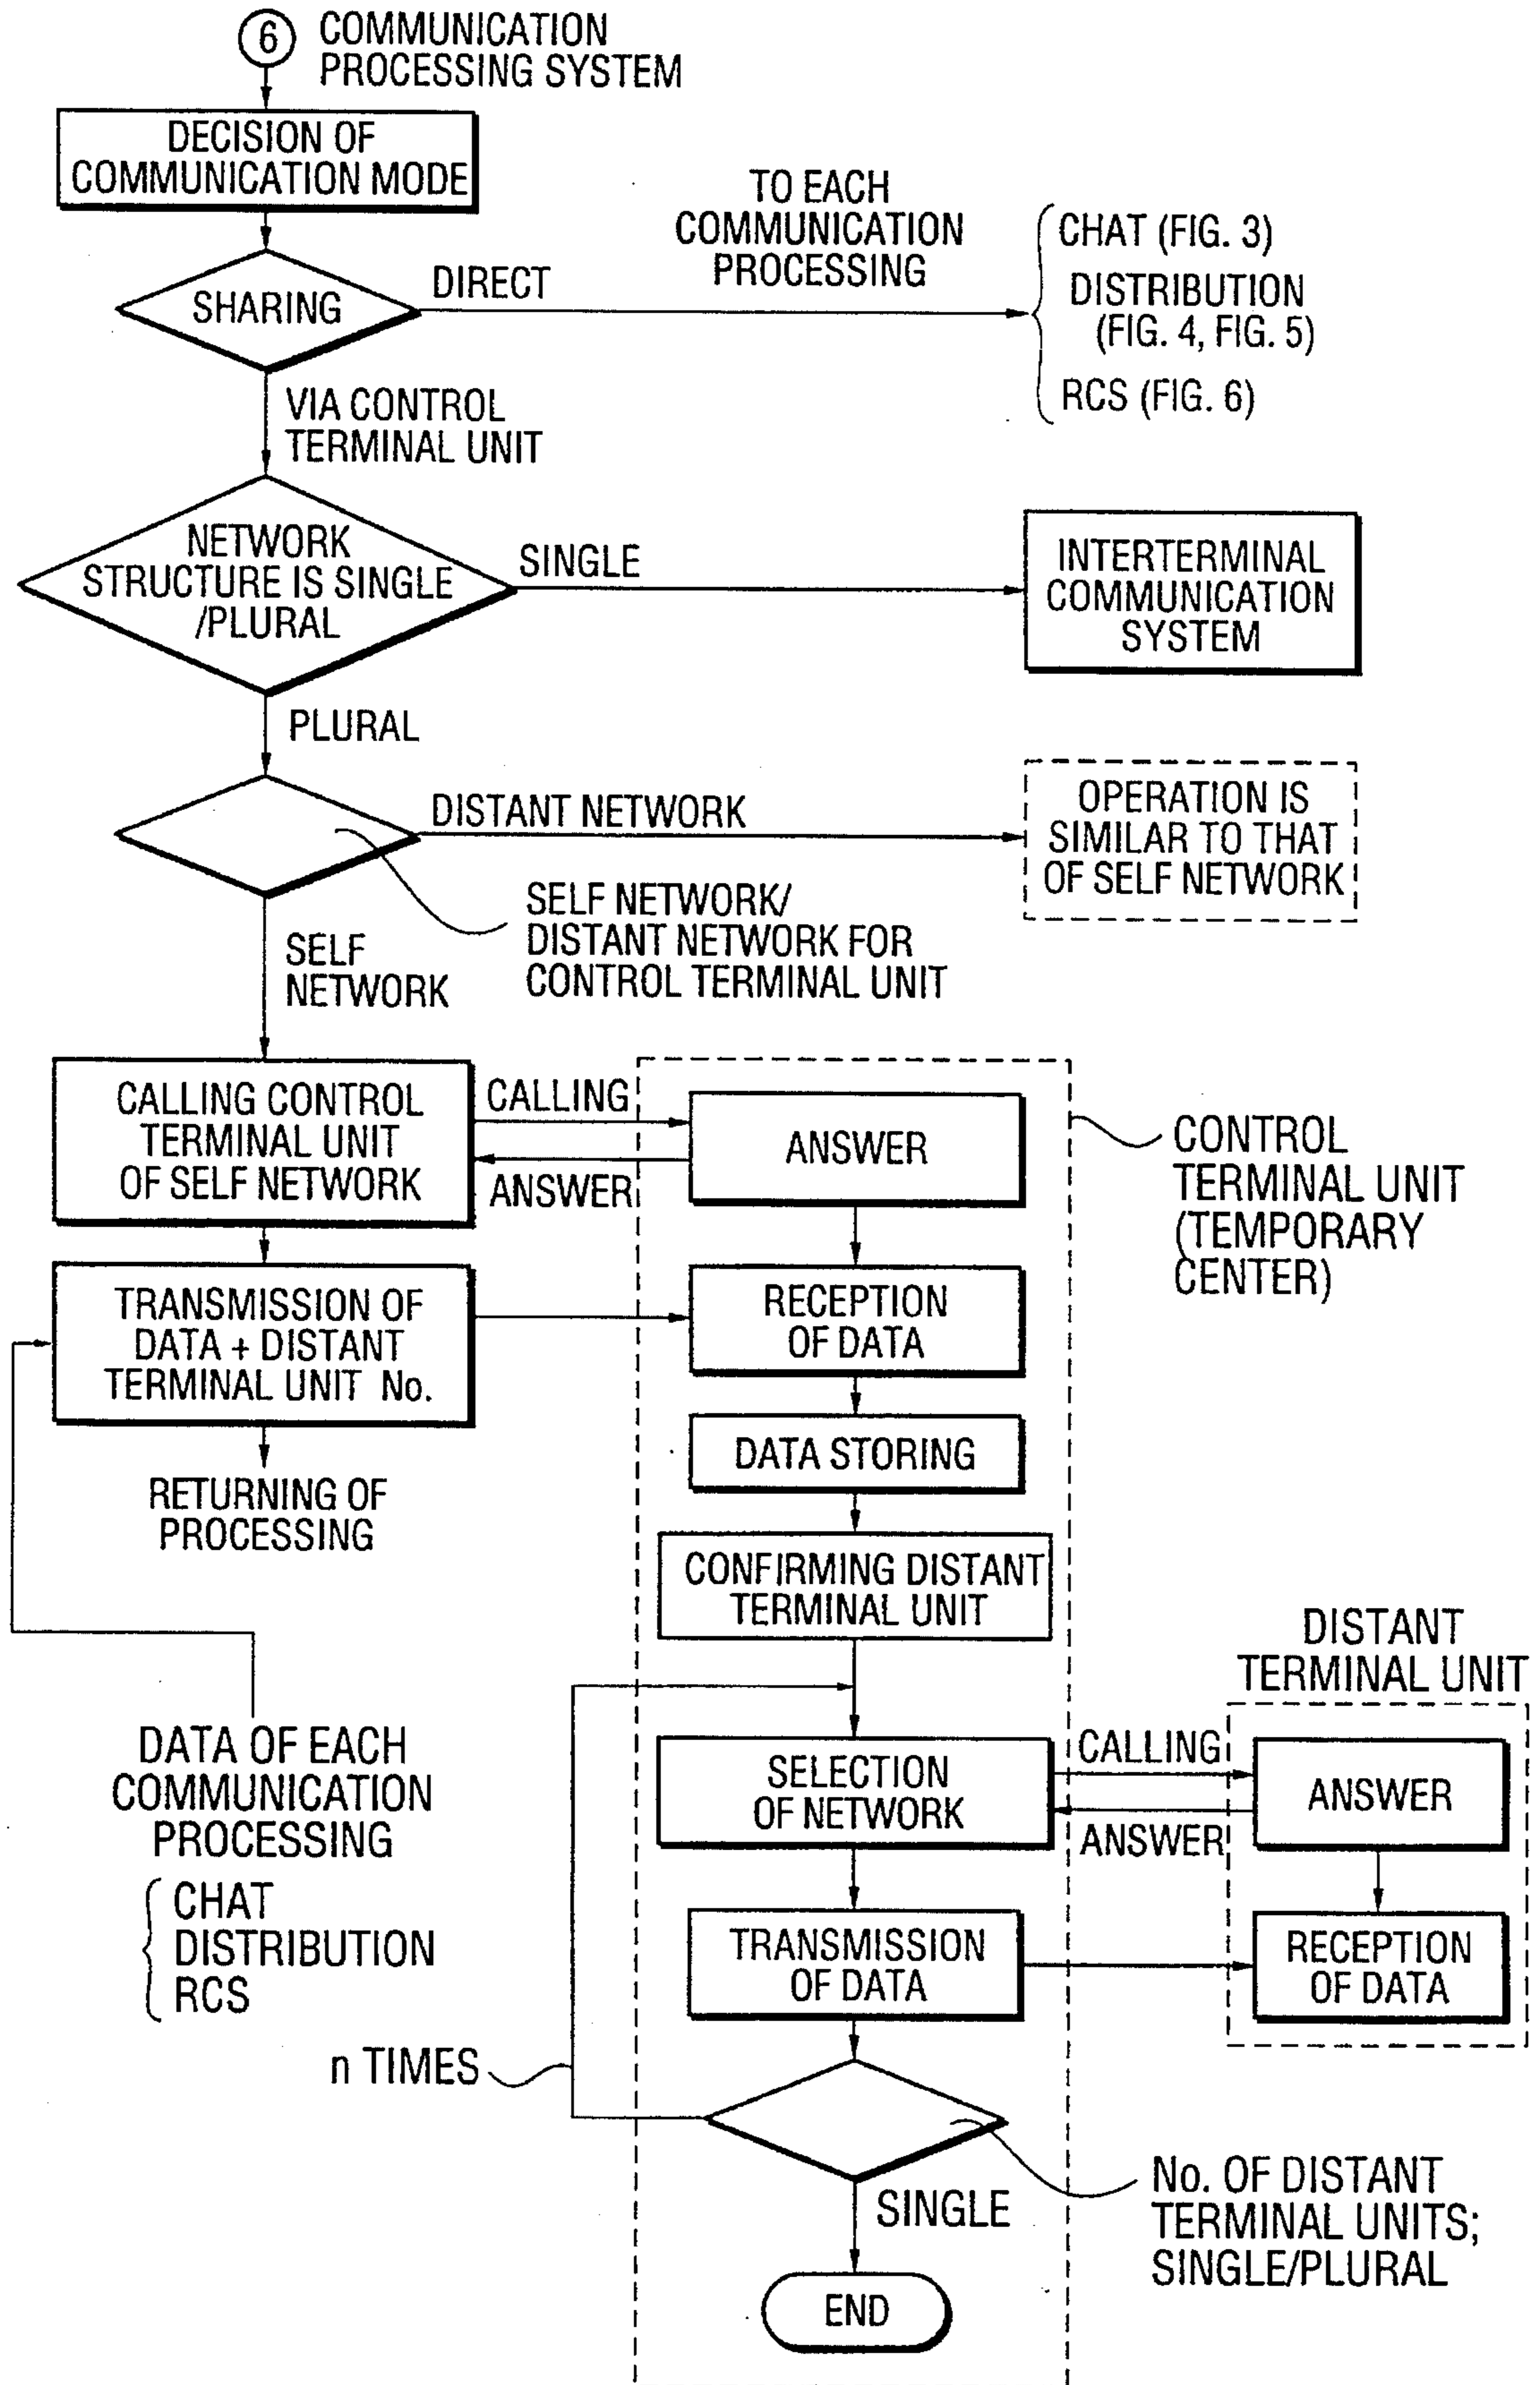 6
COMMUNICATION
PROCESSING SYSTEM
DECISION OF
COMMUNICATION MODE
SHARING
DIRECT
TO EACH
COMMUNICATION
PROCESSING
CHAT (FIG. 3)
DISTRIBUTION
(FIG. 4, FIG. 5)
RCS (FIG. 6)
VIA CONTROL
TERMINAL UNIT
NETWORK
STRUCTURE IS SINGLE
/PLURAL
SINGLE
INTERTERMINAL
COMMUNICATION
SYSTEM
PLURAL
DISTANT NETWORK
OPERATION IS
SIMILAR TO THAT
OF SELF NETWORK
SELF NETWORK/
DISTANT NETWORK FOR
CONTROL TERMINAL UNIT
SELF
NETWORK
CALLING CONTROL
TERMINAL UNIT
OF SELF NETWORK
CALLING
ANSWER
ANSWER
CONTROL
TERMINAL UNIT
(TEMPORARY
CENTER)
TRANSMISSION OF
DATA + DISTANT
TERMINAL UNIT No.
RECEPTION
OF DATA
RETURNING OF
PROCESSING
DATA STORING
CONFIRMING DISTANT
TERMINAL UNIT
DISTANT
TERMINAL UNIT
DATA OF EACH
COMMUNICATION
PROCESSING
CHAT
DISTRIBUTION
RCS
SELECTION
OF NETWORK
CALLING
ANSWER
ANSWER
TRANSMISSION
OF DATA
RECEPTION
OF DATA
n TIMES
SINGLE
No. OF DISTANT
TERMINAL UNITS;
SINGLE/PLURAL
END